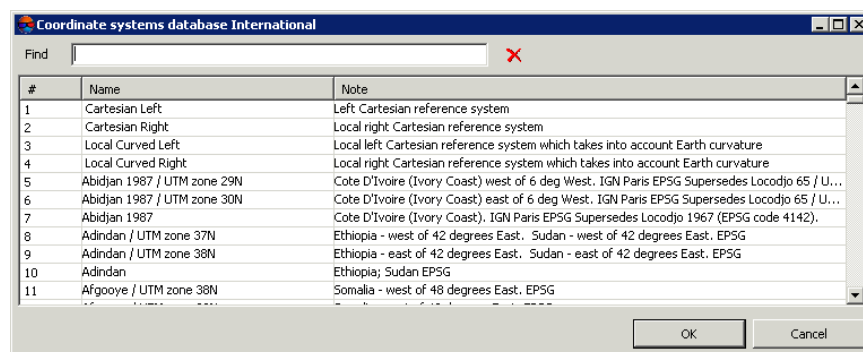 Coordinate systems database International
Find
# Name Note
1 Cartesian Left Left Cartesian reference system
2 Cartesian Right Local right Cartesian reference system
3 Local Curved Left Local left Cartesian reference system which takes into account Earth curvature
4 Local Curved Right Local right Cartesian reference system which takes into account Earth curvature
5 Abidjan 1987 / UTM zone 29N Cote D'Ivoire (Ivory Coast) west of 6 deg West. IGN Paris EPSG Supersedes Locodjo 65 / U...
6 Abidjan 1987 / UTM zone 30N Cote D'Ivoire (Ivory Coast) east of 6 deg West. IGN Paris EPSG Supersedes Locodjo 65 / U...
7 Abidjan 1987 Cote D'Ivoire (Ivory Coast). IGN Paris EPSG Supersedes Locodjo 1967 (EPSG code 4142).
8 Adindan / UTM zone 37N Ethiopia - west of 42 degrees East. Sudan - west of 42 degrees East. EPSG
9 Adindan / UTM zone 38N Ethiopia - east of 42 degrees East. Sudan - east of 42 degrees East. EPSG
10 Adindan Ethiopia; Sudan EPSG
11 Afgooye / UTM zone 38N Somalia - west of 48 degrees East. EPSG
OK Cancel